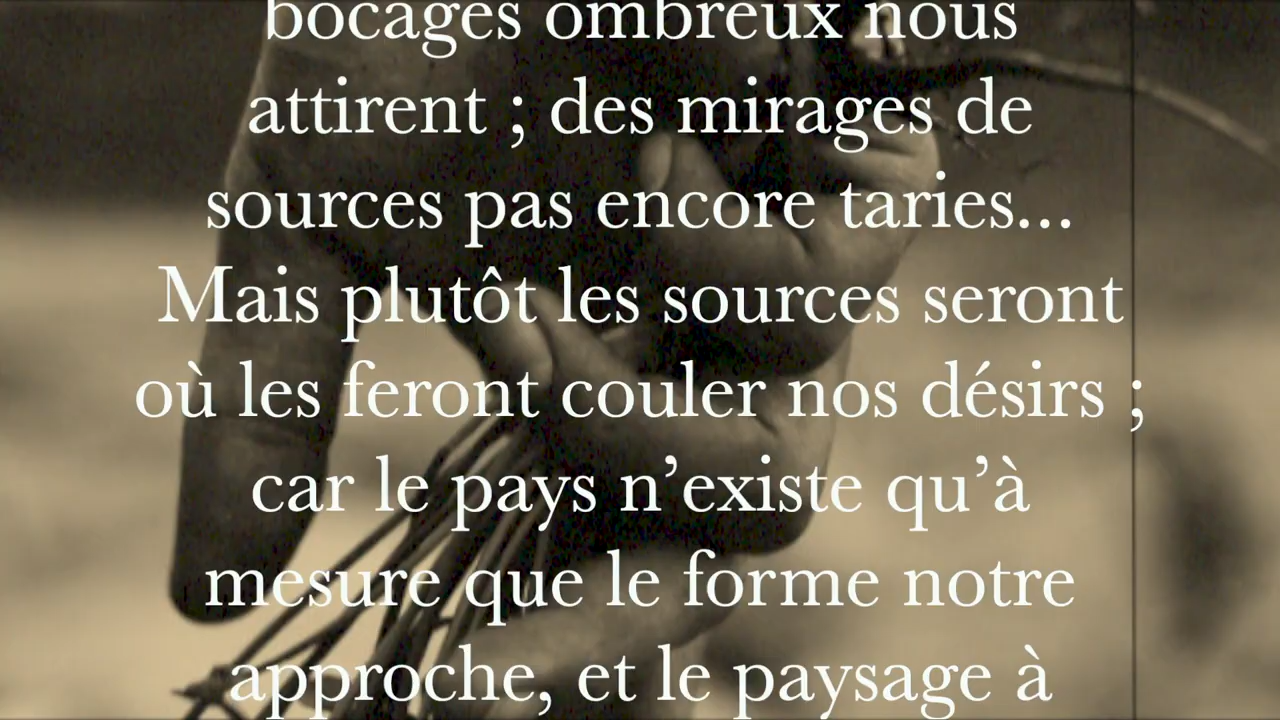 bocages ombreux nous
attirent ; des mirages de
sources pas encore taries...
Mais plutôt les sources seront
où les feront couler nos désirs ;
car le pays n’existe qu’à
mesure que le forme notre
approche, et le paysage à